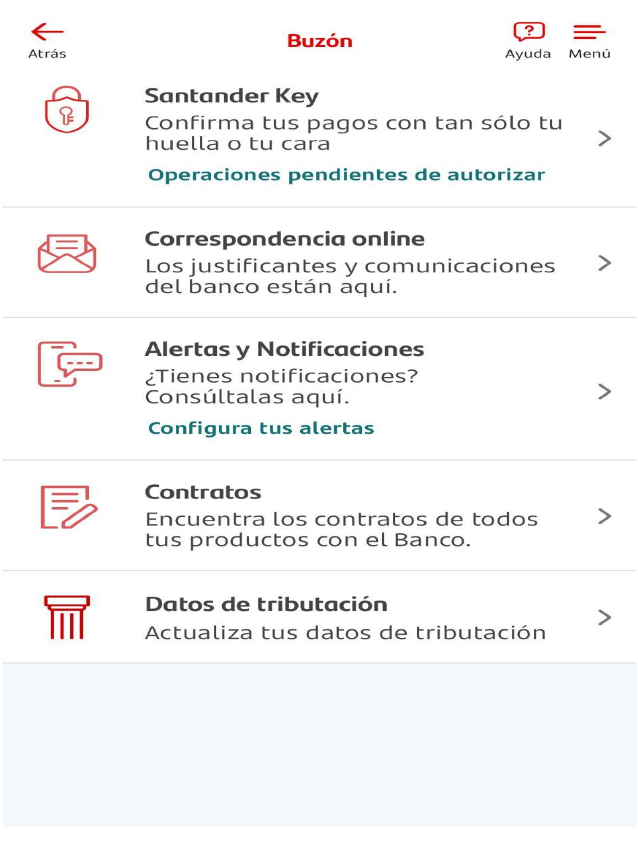 Buzón
Atrás
Ayuda
Menú
Santander Key
Confirma tus pagos con tan sólo tu
huella o tu cara
Operaciones pendientes de autorizar
Correspondencia online
Los justificantes y comunicaciones
del banco están aquí.
Alertas y Notificaciones
¿Tienes notificaciones?
Consúltalas aquí.
Configura tus alertas
Contratos
Encuentra los contratos de todos
tus productos con el Banco.
Datos de tributación
Actualiza tus datos de tributación